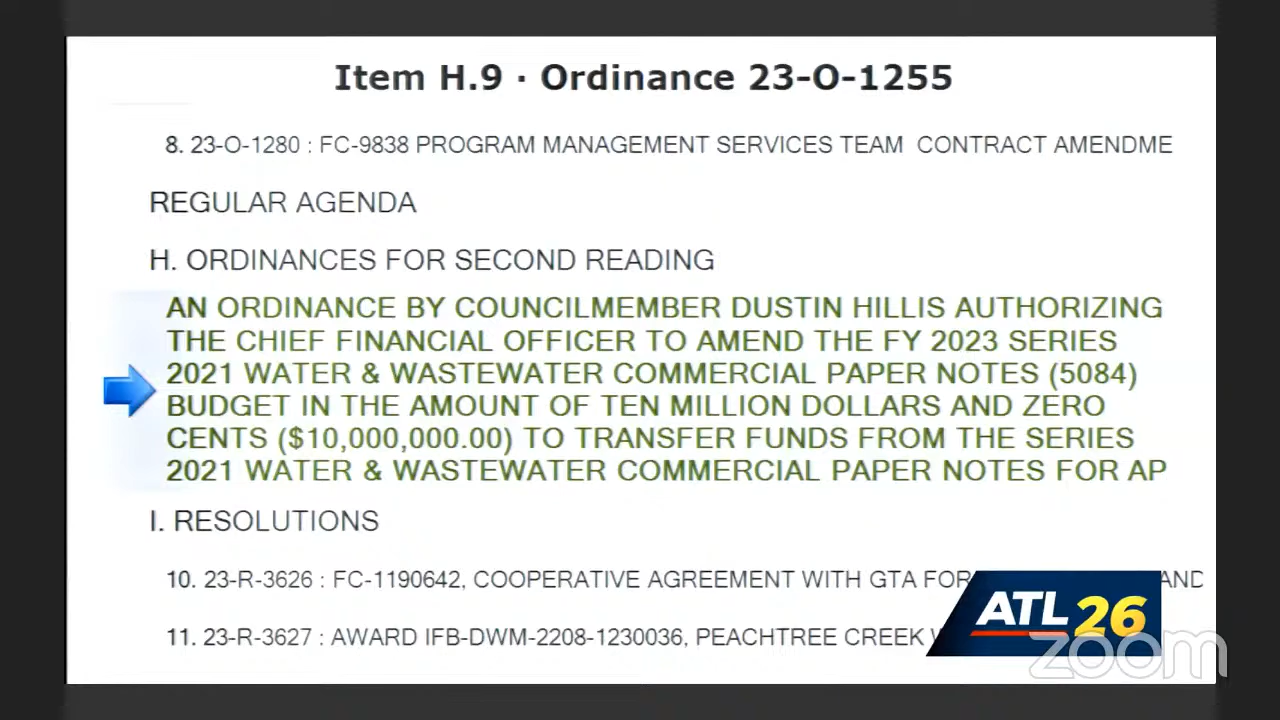 Item H.9 · Ordinance 23-O-1255
8. 23-O-1280 : FC-9838 PROGRAM MANAGEMENT SERVICES TEAM CONTRACT AMENDME
REGULAR AGENDA
H. ORDINANCES FOR SECOND READING
AN ORDINANCE BY COUNCILMEMBER DUSTIN HILLIS AUTHORIZING
THE CHIEF FINANCIAL OFFICER TO AMEND THE FY 2023 SERIES
2021 WATER & WASTEWATER COMMERCIAL PAPER NOTES (5084)
BUDGET IN THE AMOUNT OF TEN MILLION DOLLARS AND ZERO
CENTS ($10,000,000.00) TO TRANSFER FUNDS FROM THE SERIES
2021 WATER & WASTEWATER COMMERCIAL PAPER NOTES FOR AP
I. RESOLUTIONS
10. 23-R-3626 : FC-1190642, COOPERATIVE AGREEMENT WITH GTA FOR AND
11. 23-R-3627 : AWARD IFB-DWM-2208-1230036, PEACHTREE CREEK
ATL 26
zoom